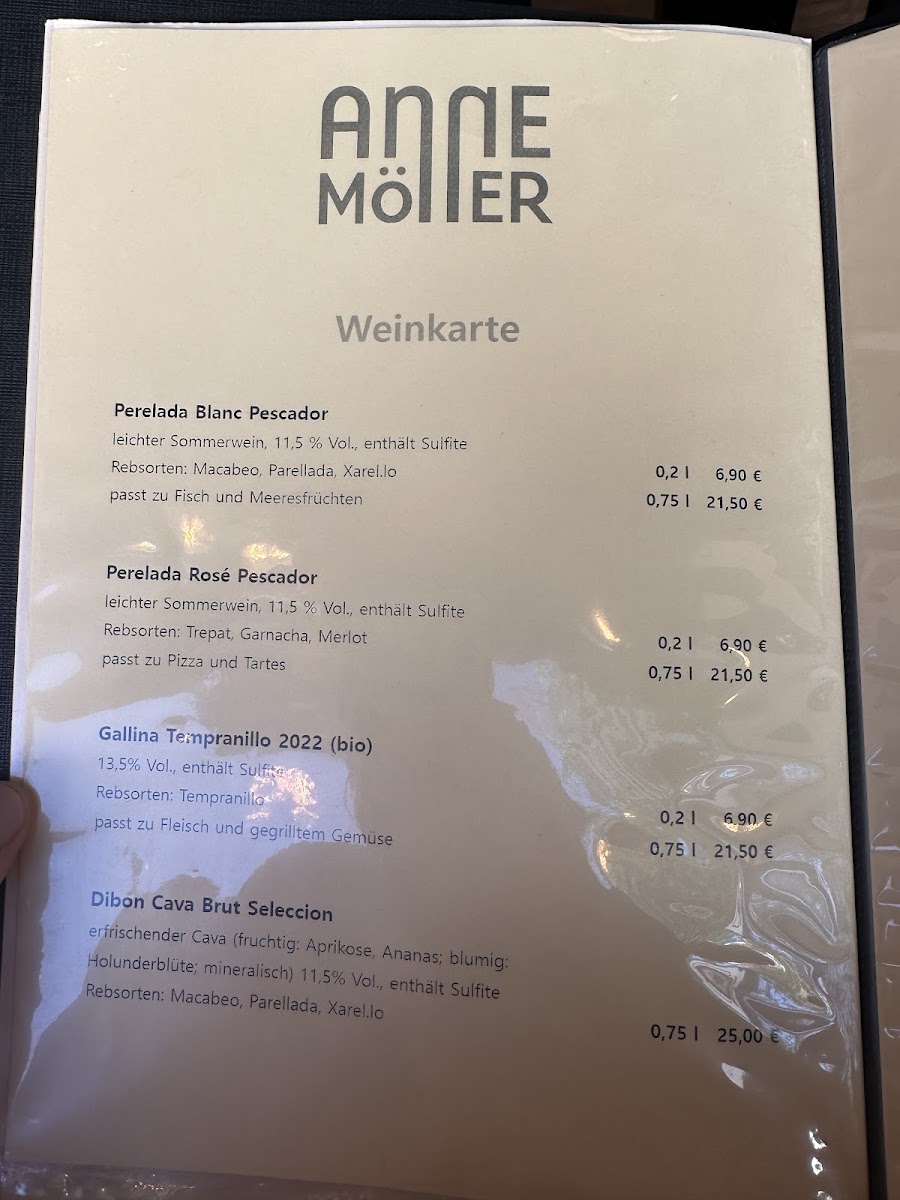 ANNE
MÖLLER
Weinkarte
Perelada Blanc Pescador
leichter Sommerwein, 11,5 % Vol., enthält Sulfite
Rebsorten: Macabeo, Parellada, Xarel.lo
0,2 l 6,90 €
passt zu Fisch und Meeresfrüchten
0,75 l 21,50 €
Perelada Rosé Pescador
leichter Sommerwein, 11,5 % Vol., enthält Sulfite
Rebsorten: Trepat, Garnacha, Merlot
0,2 l 6,90 €
passt zu Pizza und Tartes
0,75 l 21,50 €
Gallina Tempranillo 2022 (bio)
13,5% Vol., enthält Sulfite
Rebsorten: Tempranillo
0,2 l 6,90 €
passt zu Fleisch und gegrilltem Gemüse
0,75 l 21,50 €
Dibon Cava Brut Seleccion
erfrischender Cava (fruchtig: Aprikose, Ananas; blumig:
Holunderblüte; mineralisch) 11,5% Vol., enthält Sulfite
Rebsorten: Macabeo, Parellada, Xarel.lo
0,75 l 25,00 €